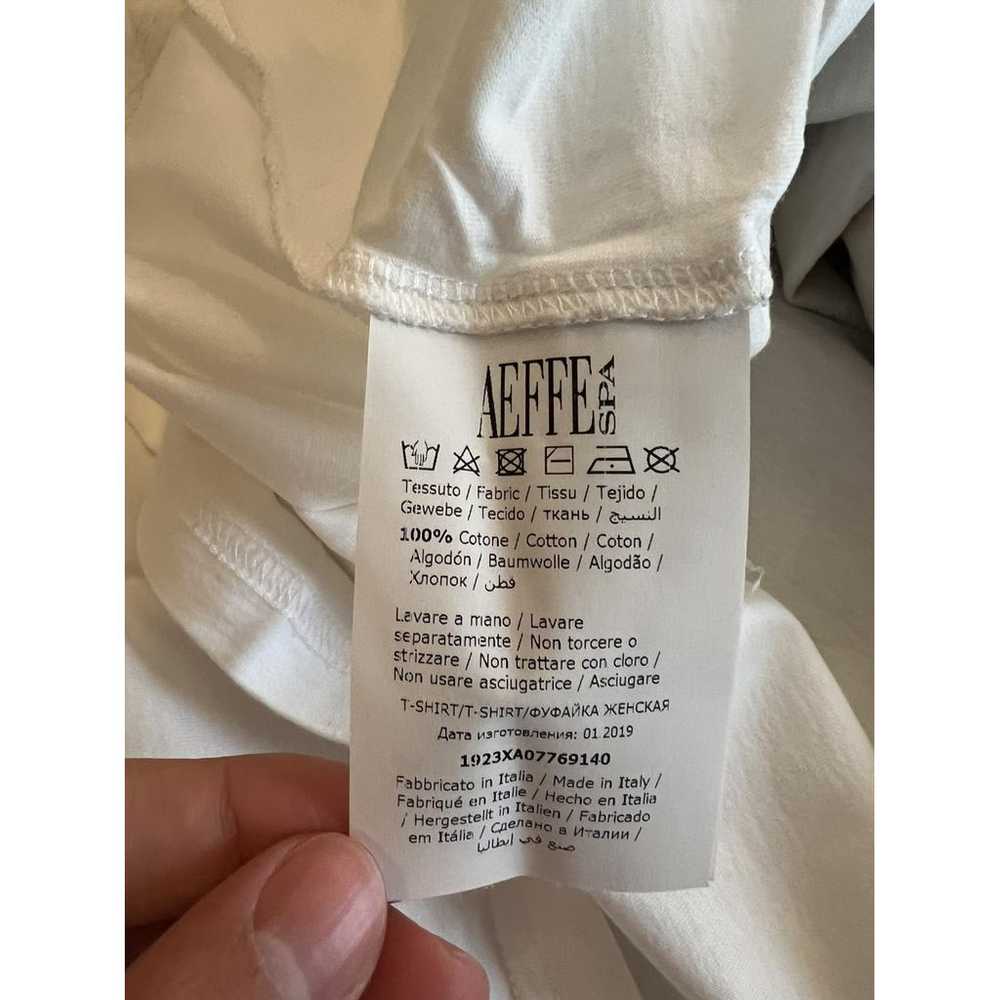 AEFFE SPA
Tessuto / Fabric / Tissu / Tejido /
Gewebe / Tecido / ткань / النسيج
100% Cotone / Cotton / Coton /
Algodón / Baumwolle / Algodão /
Хлопок / قطن
Lavare a mano / Lavare
separatamente / Non torcere o
strizzare / Non trattare con cloro /
Non usare asciugatrice / Asciugare
T-SHIRT/T-SHIRT/ФУФАЙКА ЖЕНСКАЯ
Дата изготовления: 01.2019
1923XA07769140
Fabbricato in Italia / Made in Italy /
Fabriqué en Italie / Hecho en Italia
/ Hergestellt in Italien / Fabricado
em Itália / Сделано в Италии /
صنع في ايطاليا